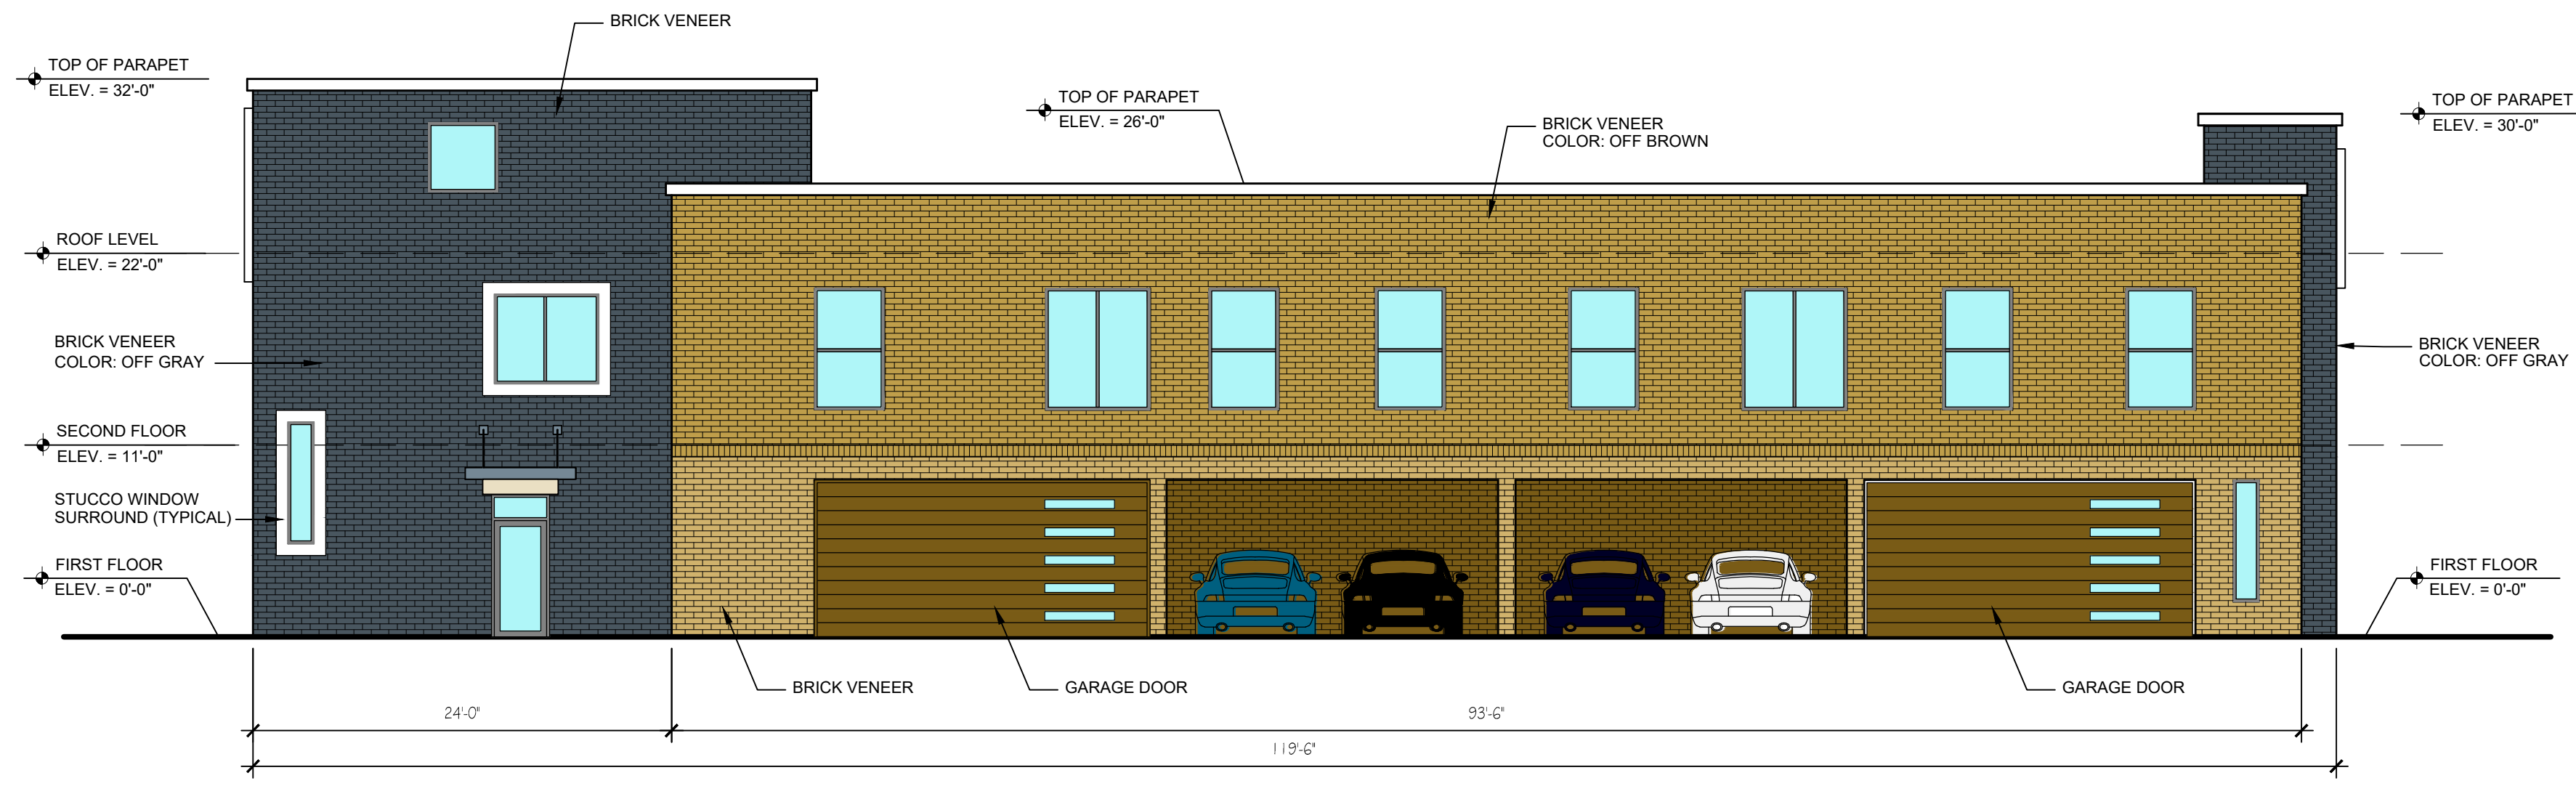 BRICK VENEER
TOP OF PARAPET
ELEV. = 32'-0"
TOP OF PARAPET
ELEV. = 26'-0"
BRICK VENEER
COLOR: OFF BROWN
TOP OF PARAPET
ELEV. = 30'-0"
ROOF LEVEL
ELEV. = 22'-0"
BRICK VENEER
COLOR: OFF GRAY
BRICK VENEER
COLOR: OFF GRAY
SECOND FLOOR
ELEV. = 11'-0"
STUCCO WINDOW
SURROUND (TYPICAL)
FIRST FLOOR
ELEV. = 0'-0"
FIRST FLOOR
ELEV. = 0'-0"
BRICK VENEER
GARAGE DOOR
GARAGE DOOR
24'-0"
93'-6"
119'-6"